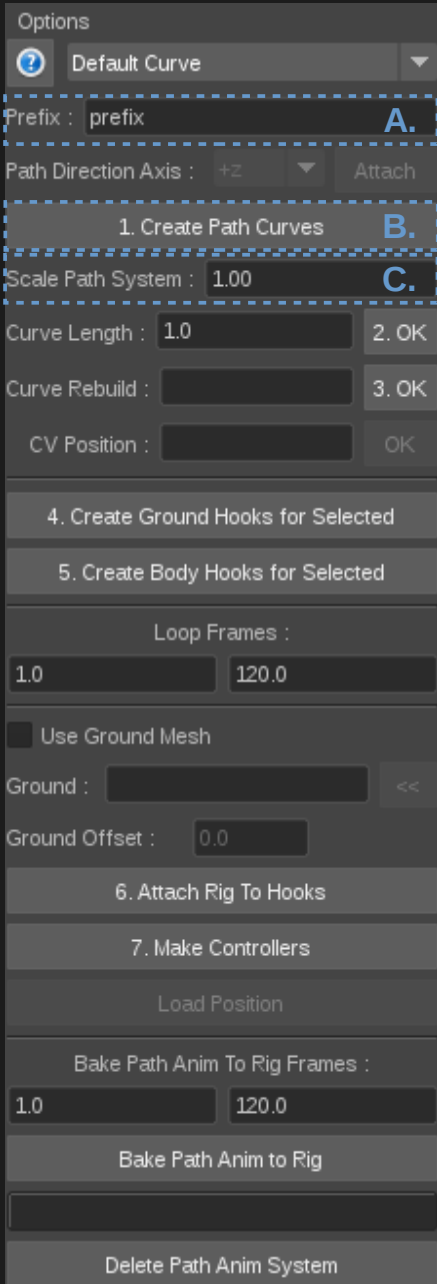 Options
? Default Curve
Prefix : prefix A.
Path Direction Axis : +z Attach
1. Create Path Curves B.
Scale Path System : 1.00 C.
Curve Length : 1.0 2. OK
Curve Rebuild : 3. OK
CV Position : OK
4. Create Ground Hooks for Selected
5. Create Body Hooks for Selected
Loop Frames :
1.0 120.0
Use Ground Mesh
Ground : <<
Ground Offset : 0.0
6. Attach Rig To Hooks
7. Make Controllers
Load Position
Bake Path Anim To Rig Frames :
1.0 120.0
Bake Path Anim to Rig
Delete Path Anim System